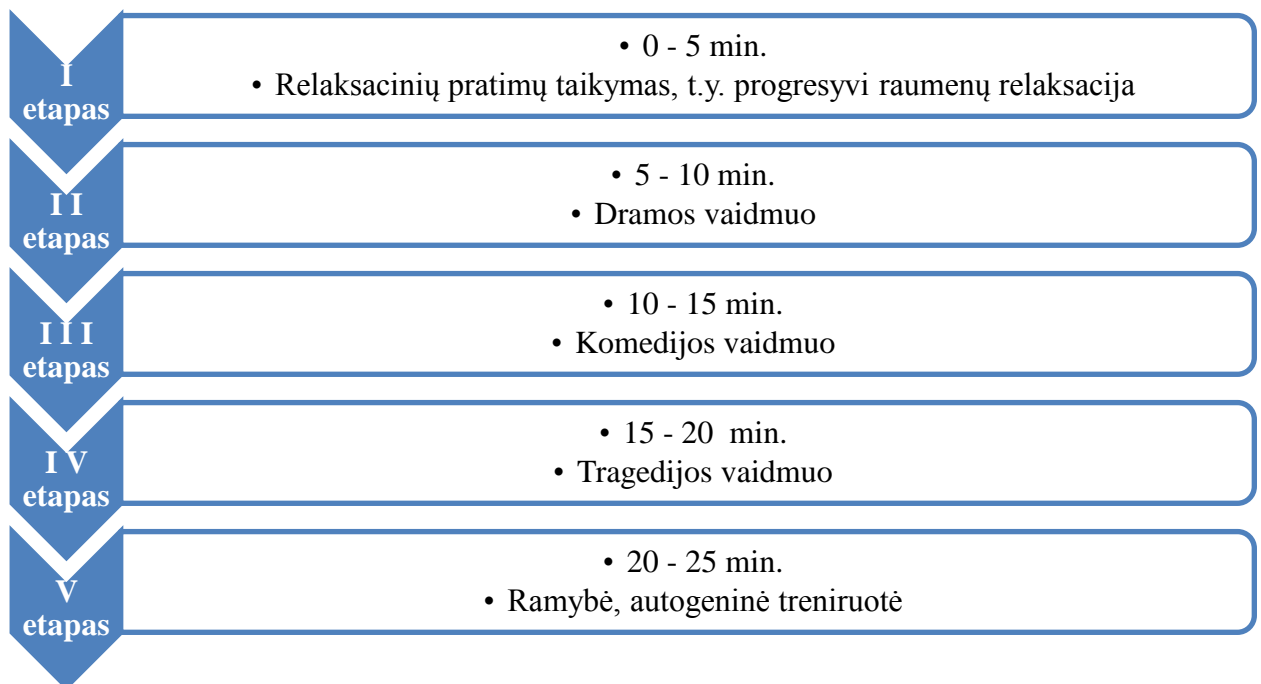 I
etapas
• 0 - 5 min.
• Relaksacinių pratimų taikymas, t.y. progresyvi raumenų relaksacija
I I
etapas
• 5 - 10 min.
• Dramos vaidmuo
I I I
etapas
• 10 - 15 min.
• Komedijos vaidmuo
I V
etapas
• 15 - 20 min.
• Tragedijos vaidmuo
V
etapas
• 20 - 25 min.
• Ramybė, autogeninė treniruotė